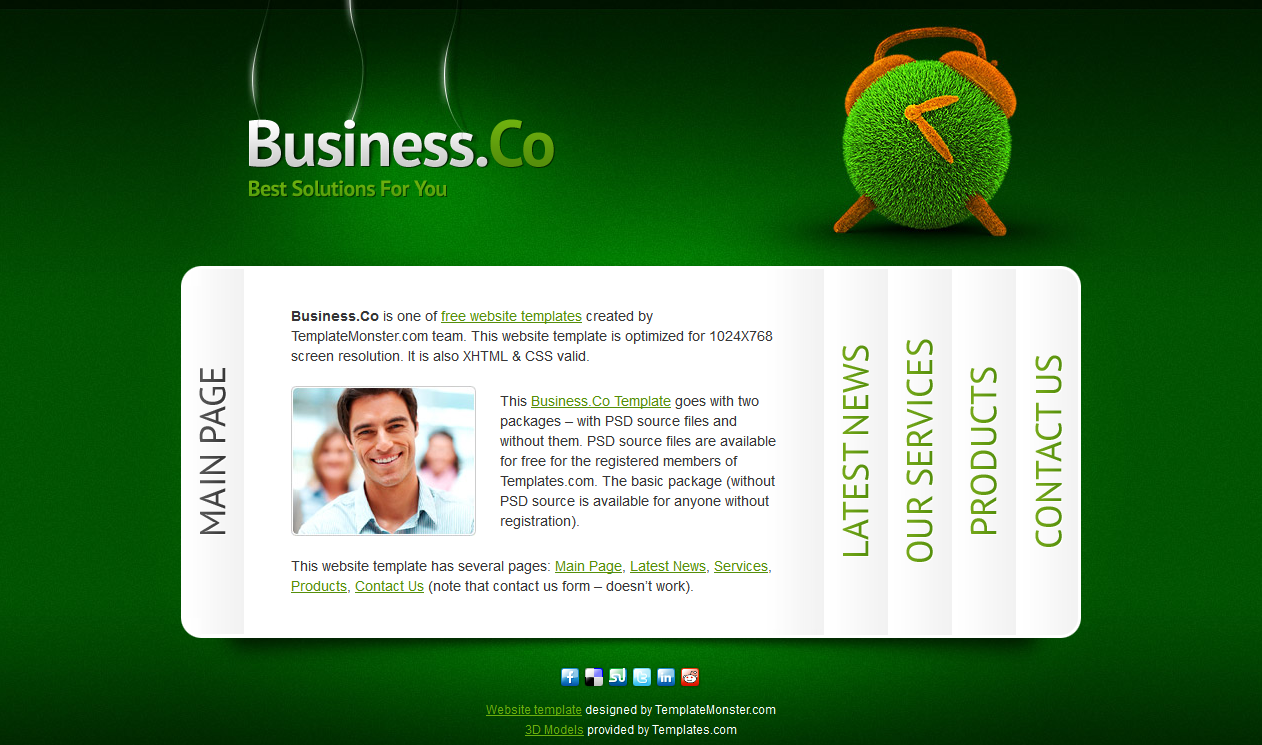 Business.Co
Best Solutions For You
MAIN PAGE
Business.Co is one of free website templates created by
TemplateMonster.com team. This website template is optimized for 1024X768
screen resolution. It is also XHTML & CSS valid.
This Business.Co Template goes with two
packages – with PSD source files and
without them. PSD source files are available
for free for the registered members of
Templates.com. The basic package (without
PSD source is available for anyone without
registration).
This website template has several pages: Main Page, Latest News, Services,
Products, Contact Us (note that contact us form – doesn't work).
LATEST NEWS
OUR SERVICES
PRODUCTS
CONTACT US
Website template designed by TemplateMonster.com
3D Models provided by Templates.com